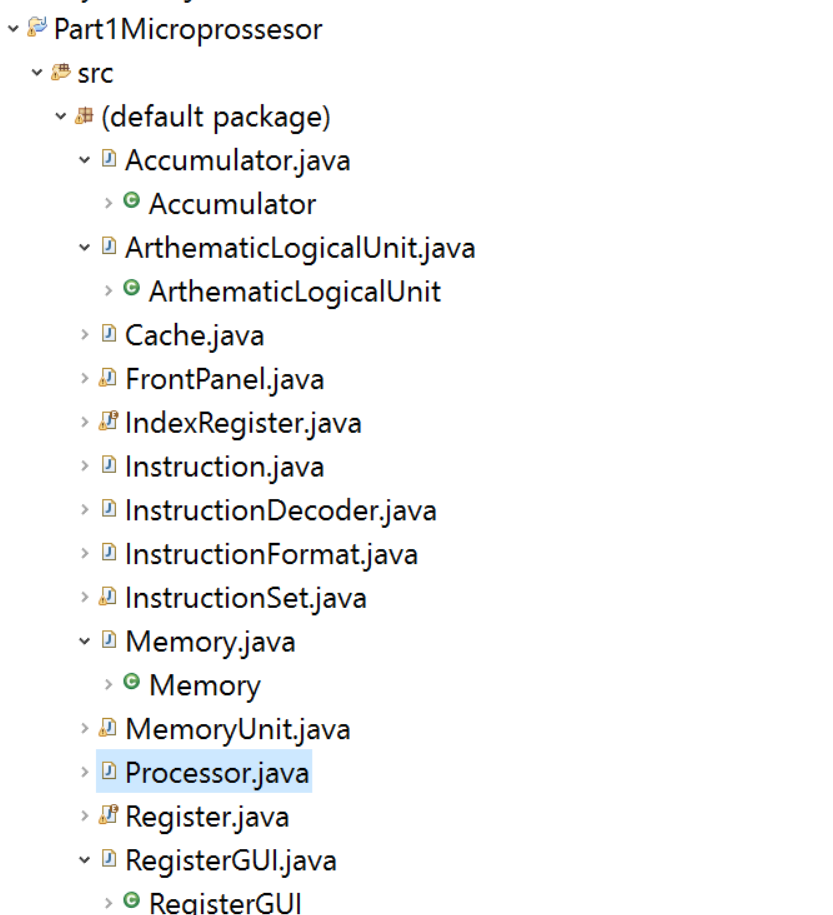 Part1Microprossesor
src
(default package)
Accumulator.java
Accumulator
ArthematicLogicalUnit.java
ArthematicLogicalUnit
Cache.java
FrontPanel.java
IndexRegister.java
Instruction.java
InstructionDecoder.java
InstructionFormat.java
InstructionSet.java
Memory.java
Memory
MemoryUnit.java
Processor.java
Register.java
RegisterGUI.java
RegisterGUI